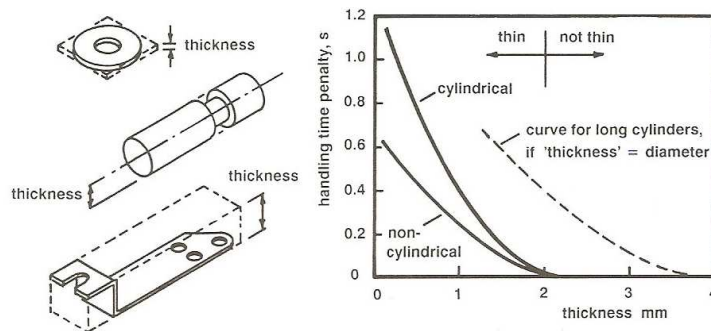 thickness
thickness
thickness
handling time penalty, s
1.2
1.0
0.8
0.6
0.4
0.2
0
thin
not thin
cylindrical
curve for long cylinders,
if 'thickness' = diameter
non-
cylindrical
0
1
2
3
4
thickness mm